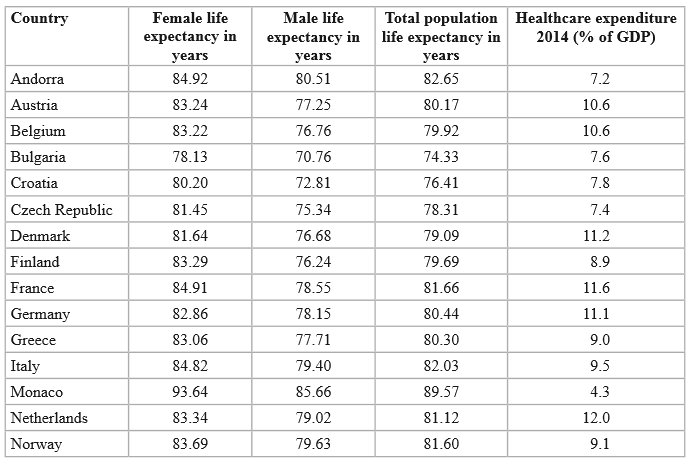 Country Female life expectancy in years Male life expectancy in years Total population life expectancy in years Healthcare expenditure 2014 (% of GDP)
Andorra 84.92 80.51 82.65 7.2
Austria 83.24 77.25 80.17 10.6
Belgium 83.22 76.76 79.92 10.6
Bulgaria 78.13 70.76 74.33 7.6
Croatia 80.20 72.81 76.41 7.8
Czech Republic 81.45 75.34 78.31 7.4
Denmark 81.64 76.68 79.09 11.2
Finland 83.29 76.24 79.69 8.9
France 84.91 78.55 81.66 11.6
Germany 82.86 78.15 80.44 11.1
Greece 83.06 77.71 80.30 9.0
Italy 84.82 79.40 82.03 9.5
Monaco 93.64 85.66 89.57 4.3
Netherlands 83.34 79.02 81.12 12.0
Norway 83.69 79.63 81.60 9.1